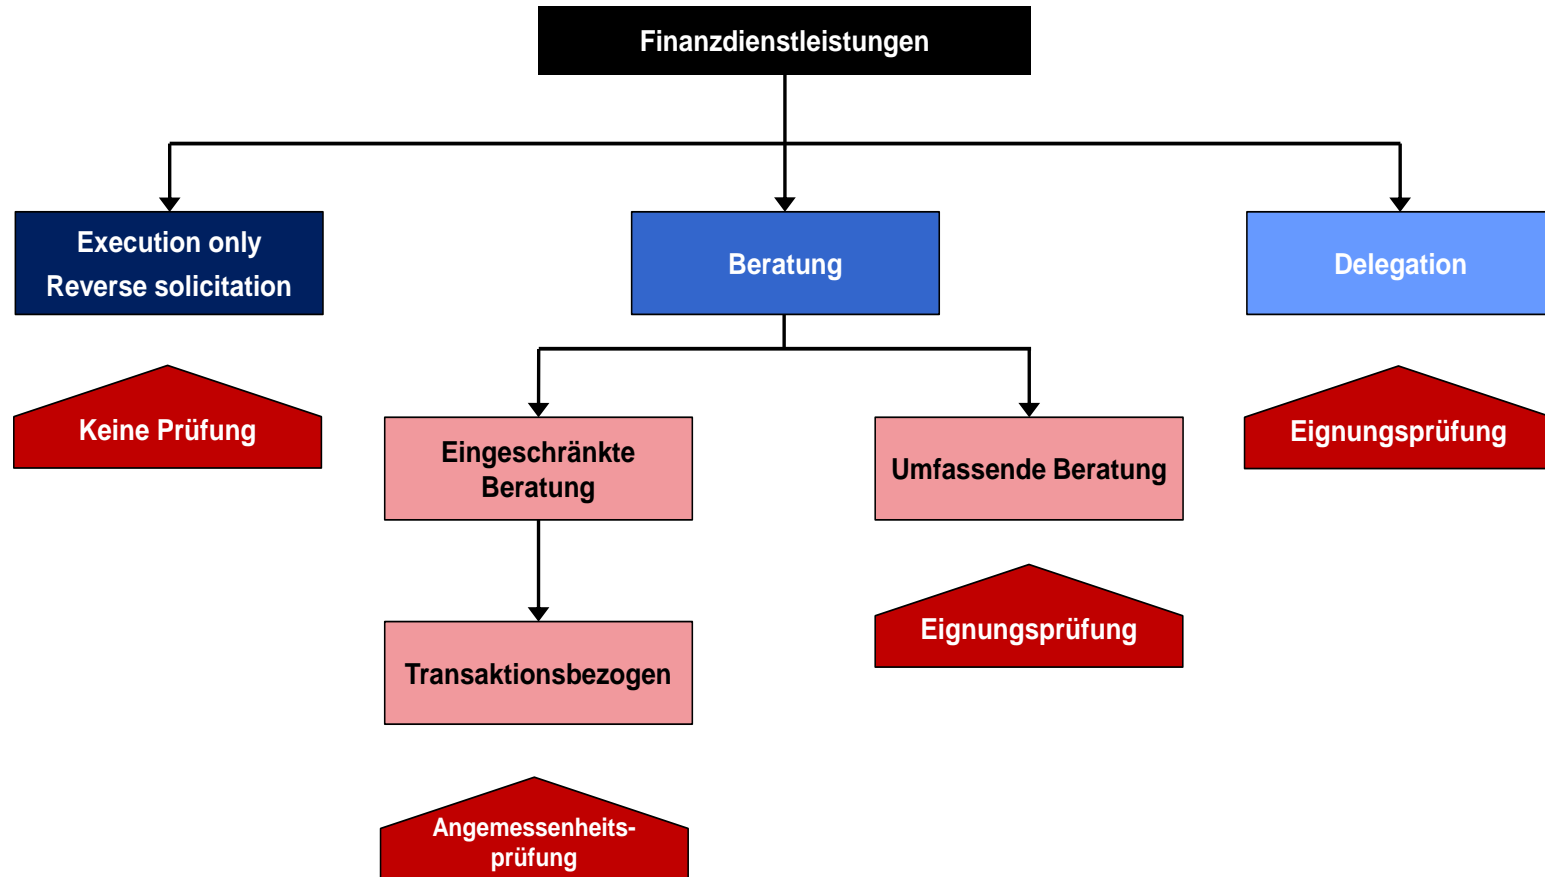 Finanzdienstleistungen
Execution only
Reverse solicitation
Beratung
Delegation
Keine Prüfung
Eingeschränkte
Beratung
Umfassende Beratung
Eignungsprüfung
Eignungsprüfung
Transaktionsbezogen
Angemessenheits-
prüfung